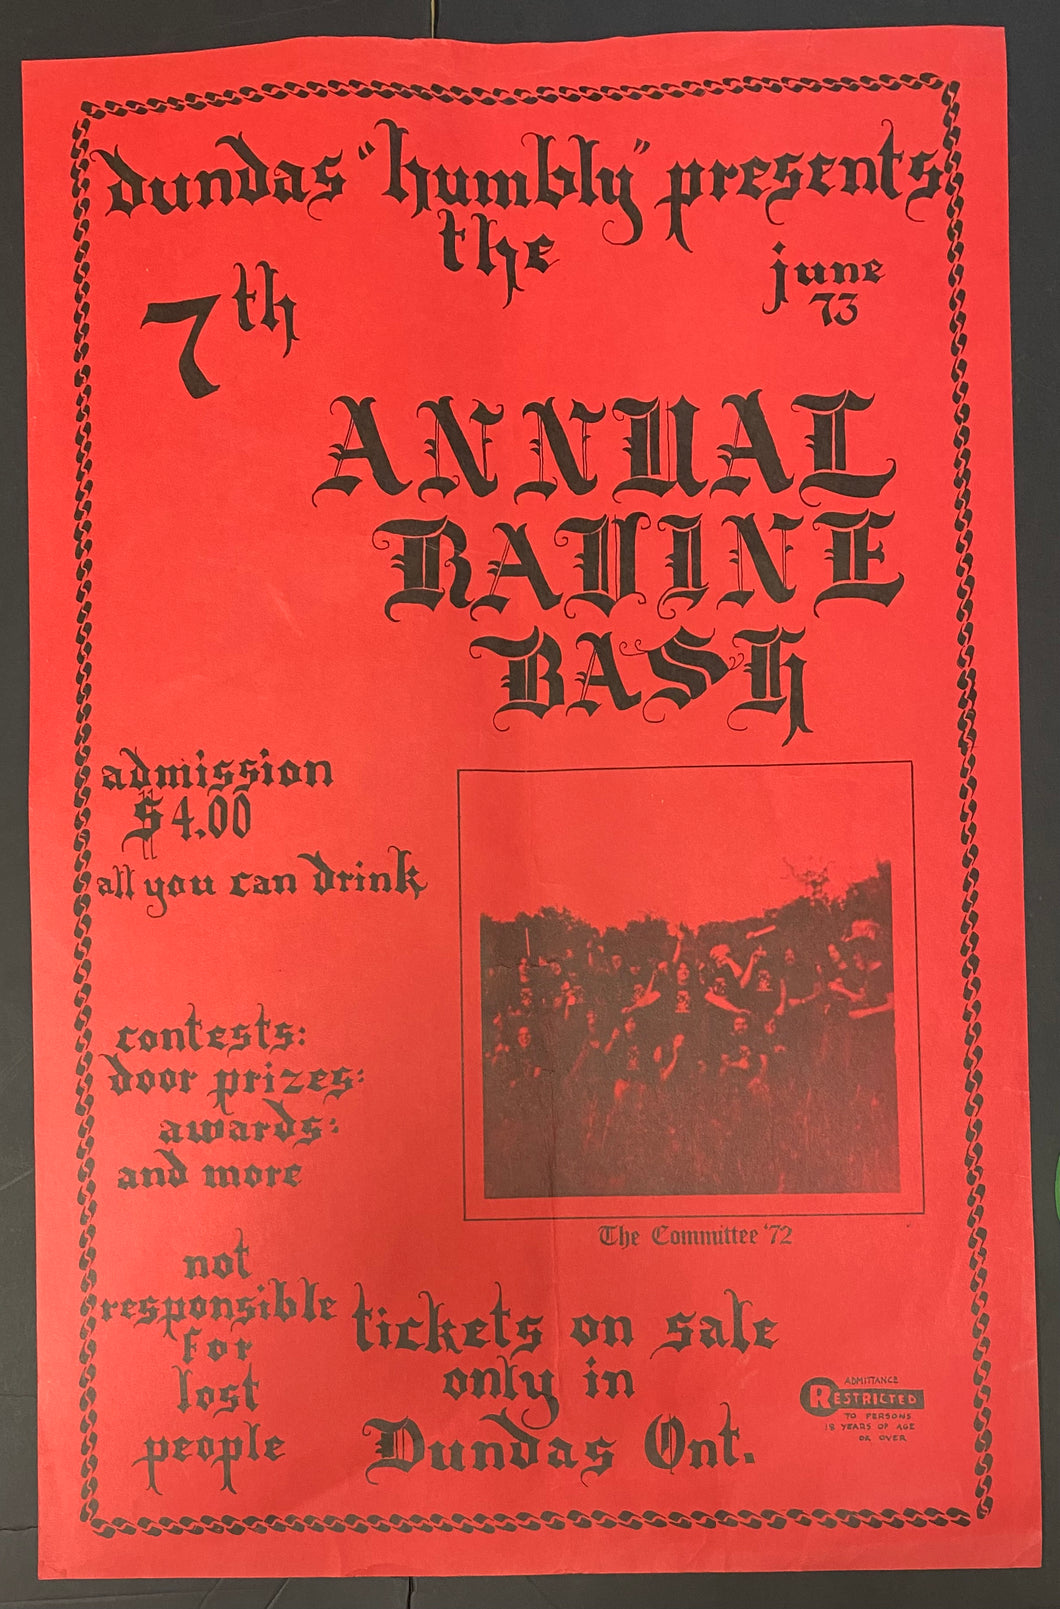 dundas "humbly" presents
the
june
73
7th
ANNUAL
RAVINE
BASH
admission
$4.00
all you can drink
contests:
door prizes:
awards:
and more
The Committee '72
not
responsible
for
lost
people
tickets on sale
only in
Dundas Ont.
ADMITTANCE
RESTRICTED
TO PERSONS
18 YEARS OF AGE
OR OVER